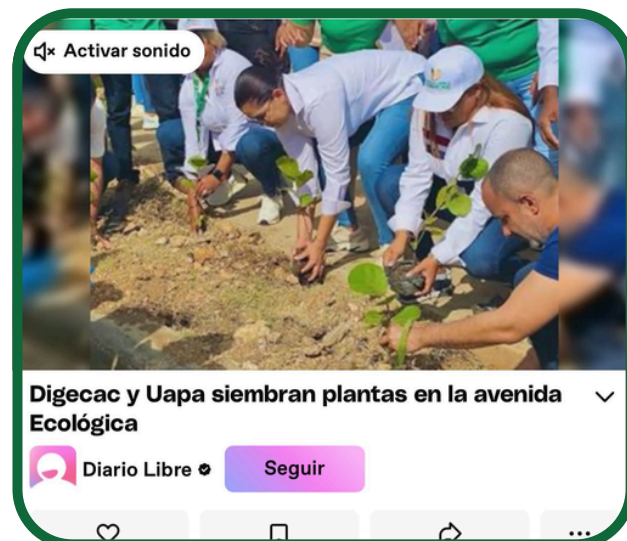 Activar sonido
Digecac y Uapa siembran plantas en la avenida
Ecológica
Diario Libre
Seguir